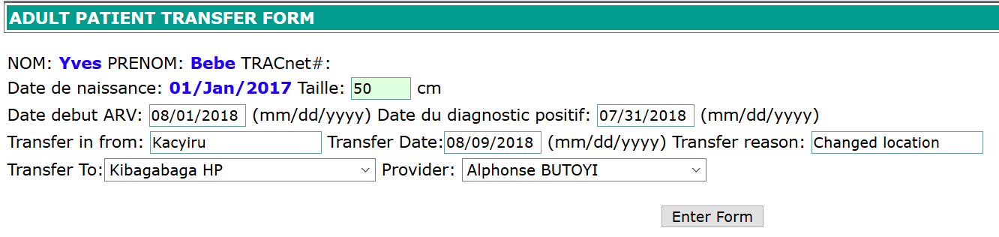 ADULT PATIENT TRANSFER FORM
NOM: Yves PRENOM: Bebe TRACnet#:
Date de naissance: 01/Jan/2017 Taille: 50 cm
Date debut ARV: 08/01/2018 (mm/dd/yyyy) Date du diagnostic positif: 07/31/2018 (mm/dd/yyyy)
Transfer in from: Kacyiru Transfer Date: 08/09/2018 (mm/dd/yyyy) Transfer reason: Changed location
Transfer To: Kibagabaga HP Provider: Alphonse BUTOYI
Enter Form